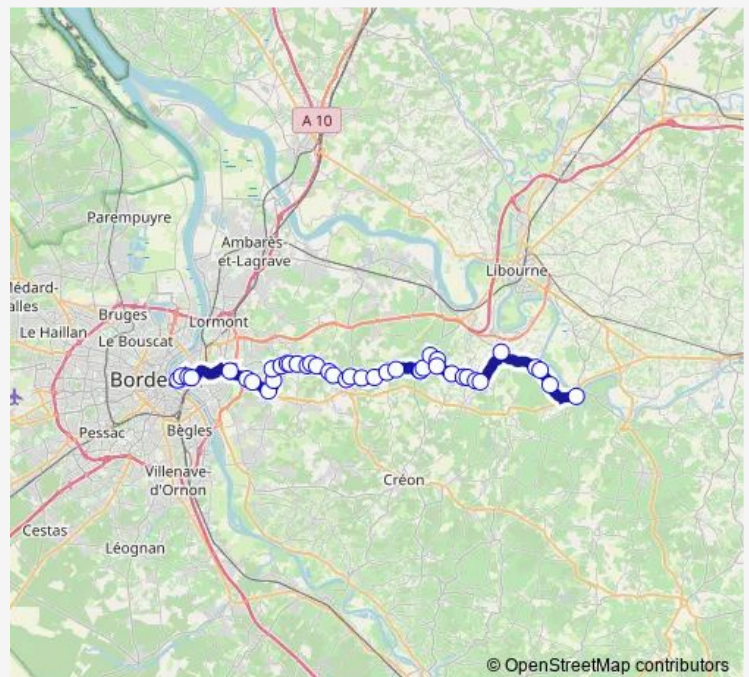 A 10
Parempuyre
Ambarès-
et-Lagrave
Libourne
Médard-
alles
Bruges
Lormont
Le Haillan
Le Bouscat
Borde
Pessac
Bègles
Villenave-
d'Ornon
Créon
Cestas
Léognan
© OpenStreetMap contributors